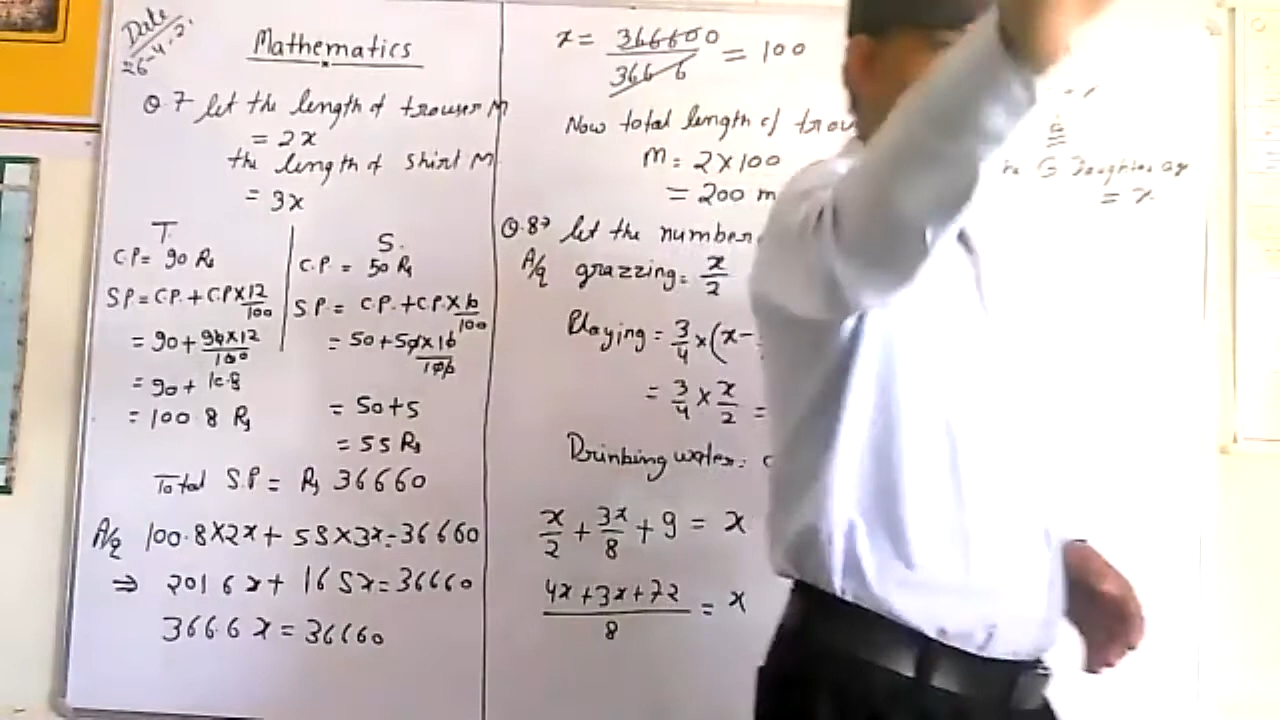 Date
26-4-2
Mathematics
Q 7 let the length of trouser M
= 2x
the length of shirt M
= 3x
T.
CP = 90 Rs
SP = C.P. + C.P × 12/100
= 90 + 90×12/100
= 90 + 10.8
= 100.8 Rs
S.
C.P. = 50 Rs
S P. = C.P. + C.P. × 10/100
= 50 + 50×10/100
= 50 + 5
= 55 Rs
Total S.P = Rs 36660
A/q 100.8×2x + 55×3x = 36660
⇒ 201 6x + 165x = 36660
366.6 x = 36660
x = 366600/3666 = 100
Now total length of trou
M = 2×100
= 200 m
Q.8 let the number
A/q grazzing = x/2
Playing = 3/4 × (x -
= 3/4 × x/2 =
Drinking water =
x/2 + 3x/8 + 9 = x
(4x + 3x + 72)/8 = x
= x